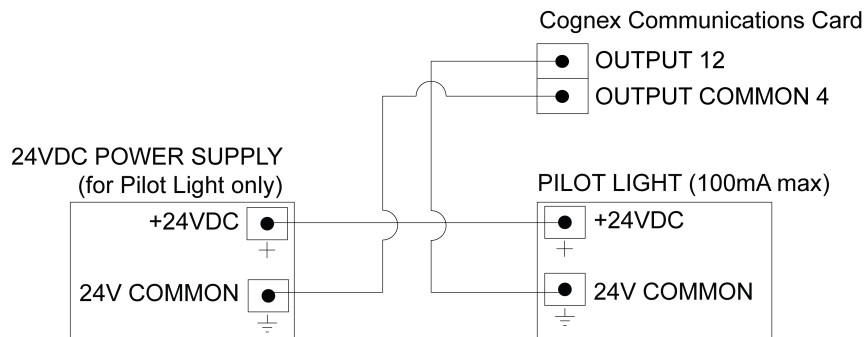 Cognex Communications Card
OUTPUT 12
OUTPUT COMMON 4
24VDC POWER SUPPLY
(for Pilot Light only)
+24VDC
24V COMMON
PILOT LIGHT (100mA max)
+24VDC
24V COMMON